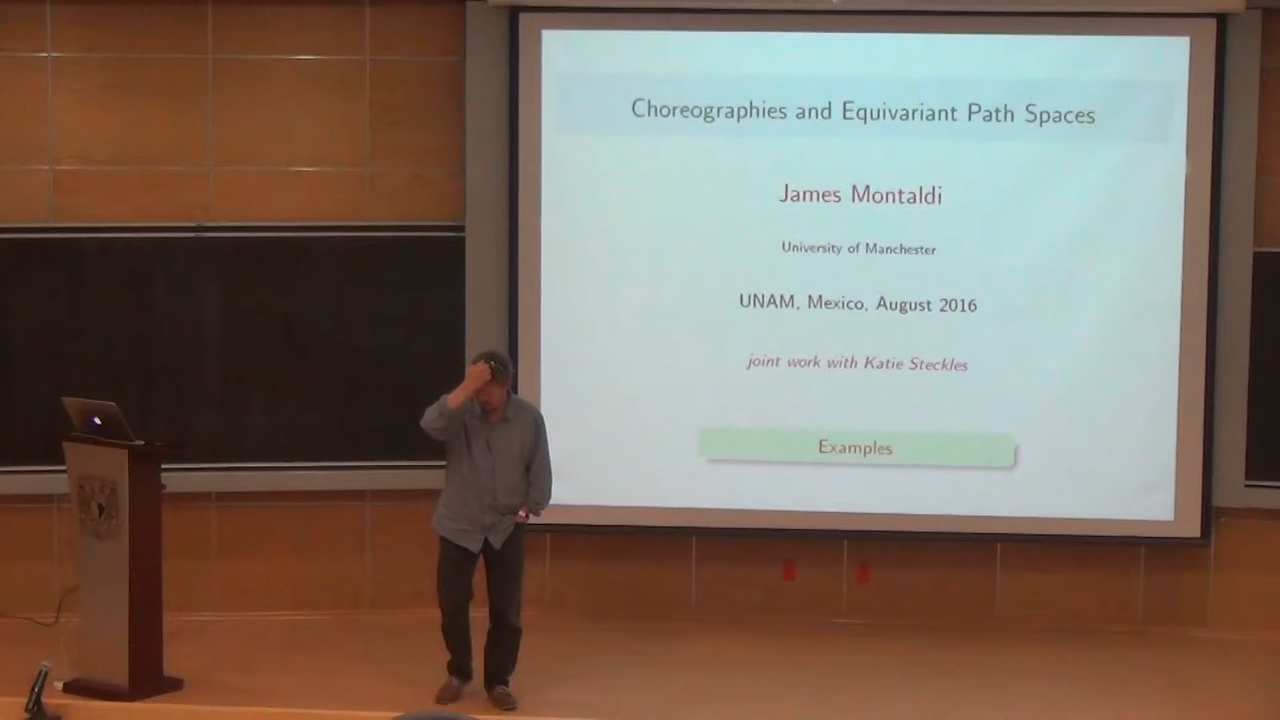 Choreographies and Equivariant Path Spaces
James Montaldi
University of Manchester
UNAM, Mexico, August 2016
joint work with Katie Steckles
Examples